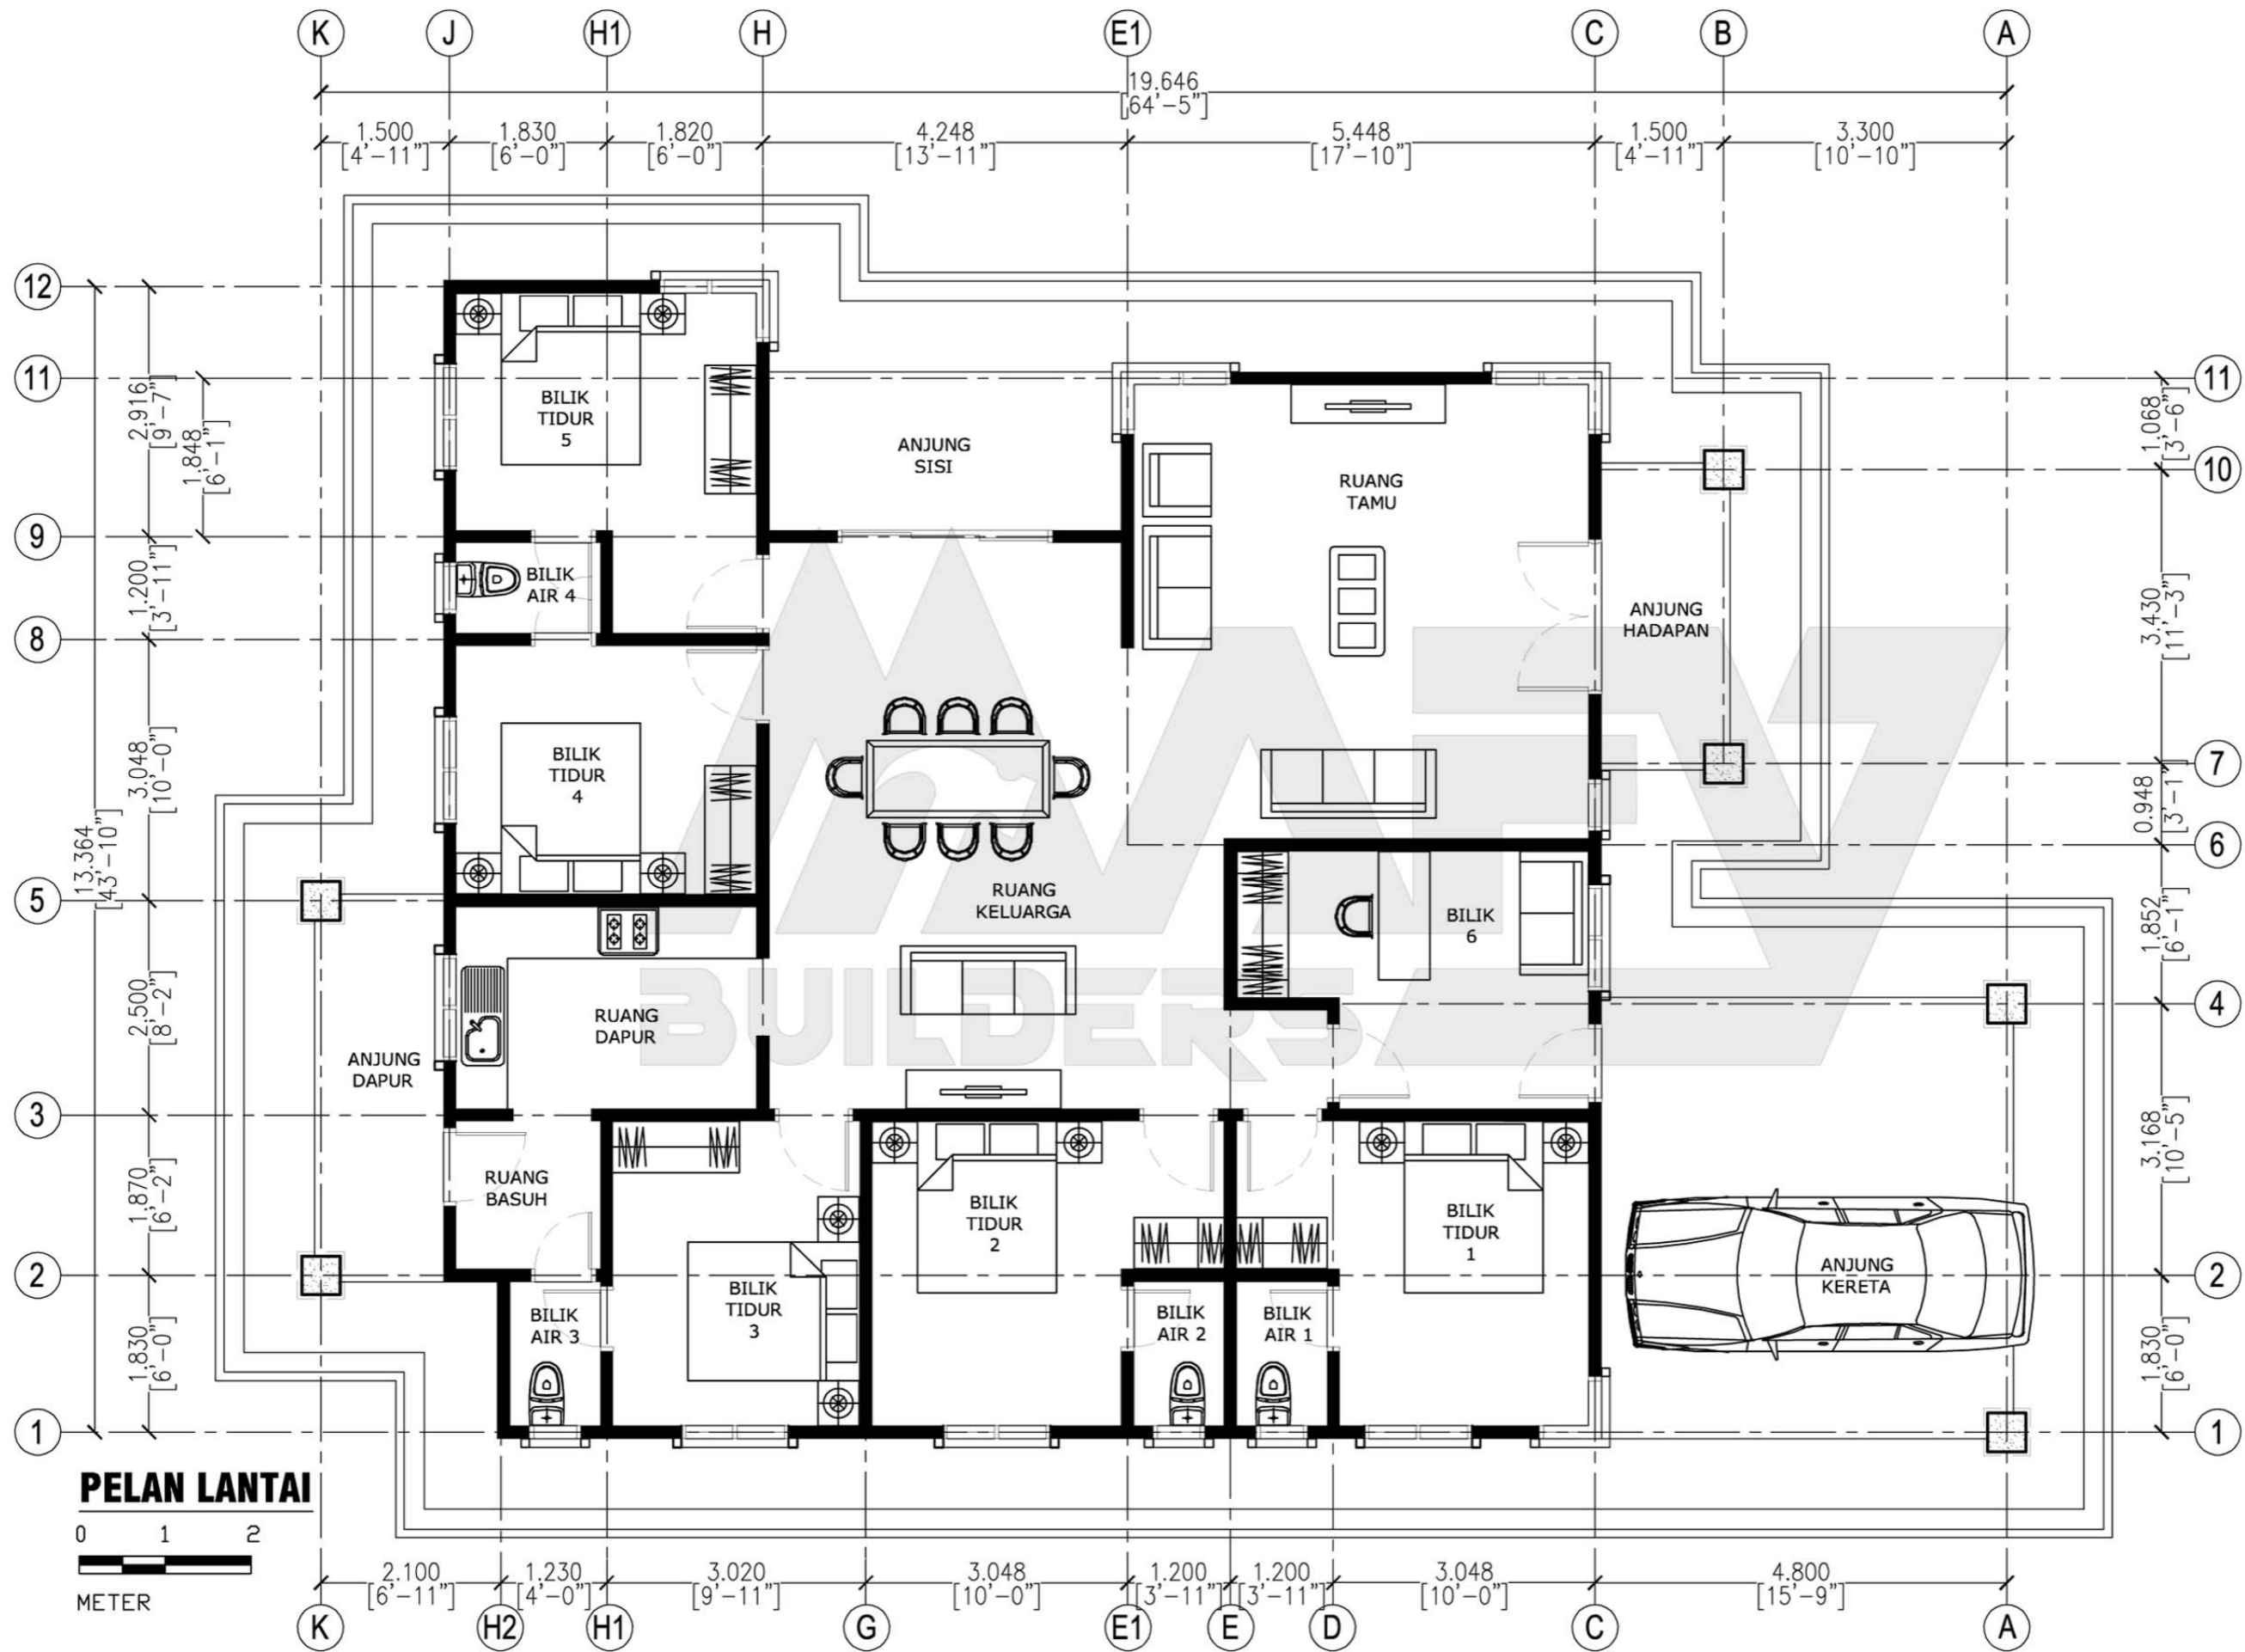 K J H1 H E1 C B A
19.646
[64'-5"]
1.500 1.830 1.820 4.248 5.448 1.500 3.300
[4'-11"] [6'-0"] [6'-0"] [13'-11"] [17'-10"] [4'-11"] [10'-10"]
12
11
9
8
5
3
2
1
13.364
[43'-10"]
2.916
[9'-7"]
1.848
[6'-1"]
1.200
[3'-11"]
3.048
[10'-0"]
2.500
[8'-2"]
1.870
[6'-2"]
1.830
[6'-0"]
BILIK
TIDUR
5
ANJUNG
SISI
RUANG
TAMU
BILIK
AIR 4
ANJUNG
HADAPAN
BILIK
TIDUR
4
RUANG
KELUARGA
BILIK
6
RUANG
DAPUR
ANJUNG
DAPUR
BUILDERS
RUANG
BASUH
BILIK
TIDUR
3
BILIK
TIDUR
2
BILIK
TIDUR
1
ANJUNG
KERETA
BILIK
AIR 3
BILIK
AIR 2
BILIK
AIR 1
11
10
7
6
4
2
1
1.068
[3'-6"]
3.430
[11'-3"]
0.948
[3'-1"]
1.852
[6'-1"]
3.168
[10'-5"]
1.830
[6'-0"]
PELAN LANTAI
0 1 2
METER
2.100 1.230 3.020 3.048 1.200 1.200 3.048 4.800
[6'-11"] [4'-0"] [9'-11"] [10'-0"] [3'-11"] [3'-11"] [10'-0"] [15'-9"]
K H2 H1 G E1 E D C A